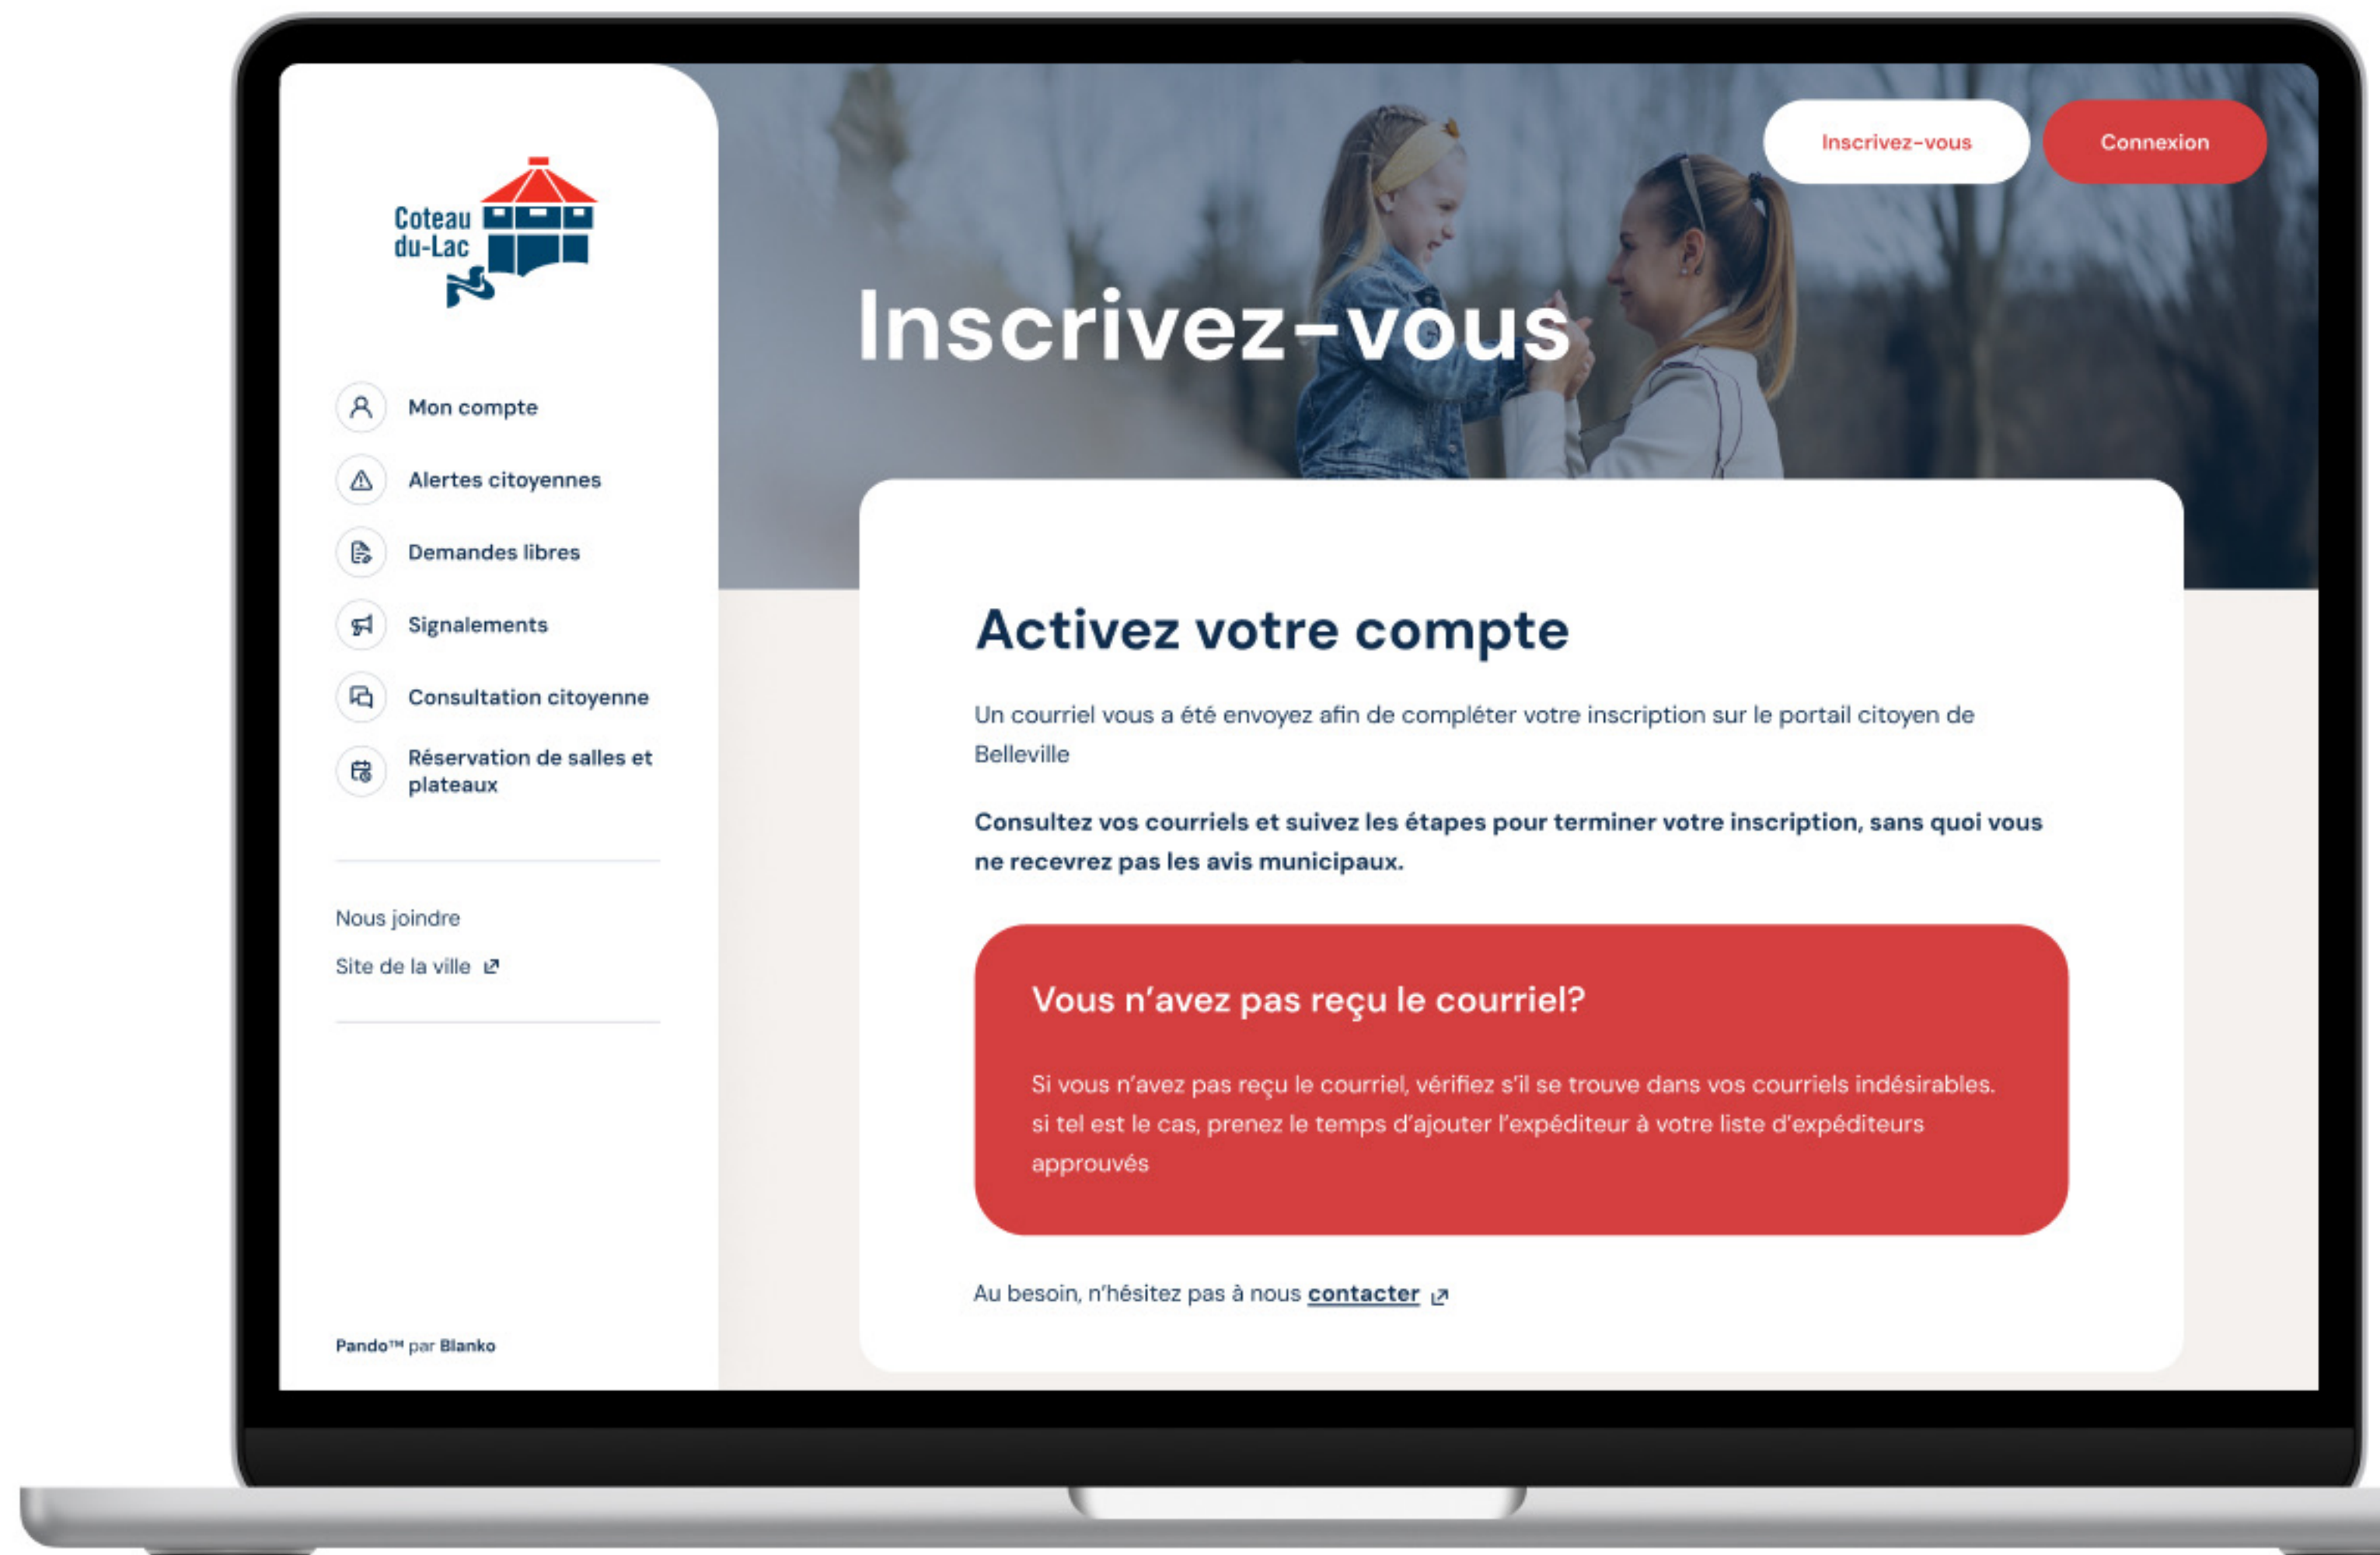 Coteau
du-Lac
Mon compte
Alertes citoyennes
Demandes libres
Signalements
Consultation citoyenne
Réservation de salles et
plateaux
Nous joindre
Site de la ville
Pando™ par Blanko
Inscrivez-vous
Connexion
Inscrivez-vous
Activez votre compte
Un courriel vous a été envoyez afin de compléter votre inscription sur le portail citoyen de
Belleville
Consultez vos courriels et suivez les étapes pour terminer votre inscription, sans quoi vous
ne recevrez pas les avis municipaux.
Vous n’avez pas reçu le courriel?
Si vous n’avez pas reçu le courriel, vérifiez s’il se trouve dans vos courriels indésirables.
si tel est le cas, prenez le temps d’ajouter l’expéditeur à votre liste d’expéditeurs
approuvés
Au besoin, n’hésitez pas à nous contacter